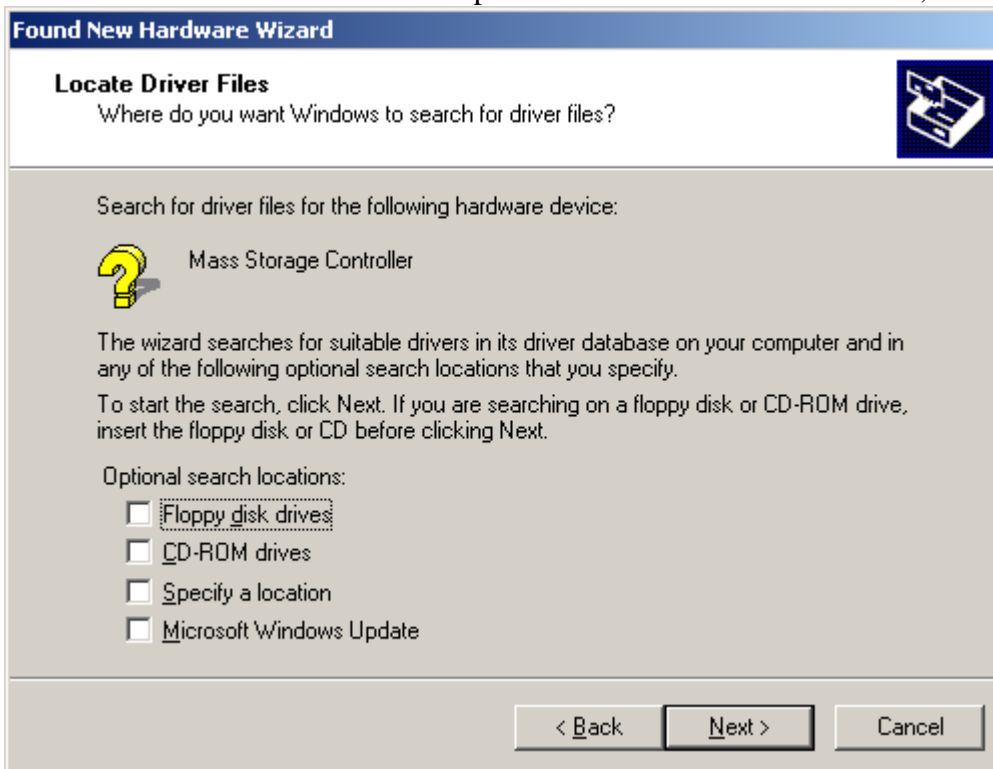 Found New Hardware Wizard
Locate Driver Files
Where do you want Windows to search for driver files?
Search for driver files for the following hardware device:
Mass Storage Controller
The wizard searches for suitable drivers in its driver database on your computer and in
any of the following optional search locations that you specify.
To start the search, click Next. If you are searching on a floppy disk or CD-ROM drive,
insert the floppy disk or CD before clicking Next.
Optional search locations:
Floppy disk drives
CD-ROM drives
Specify a location
Microsoft Windows Update
< Back Next > Cancel